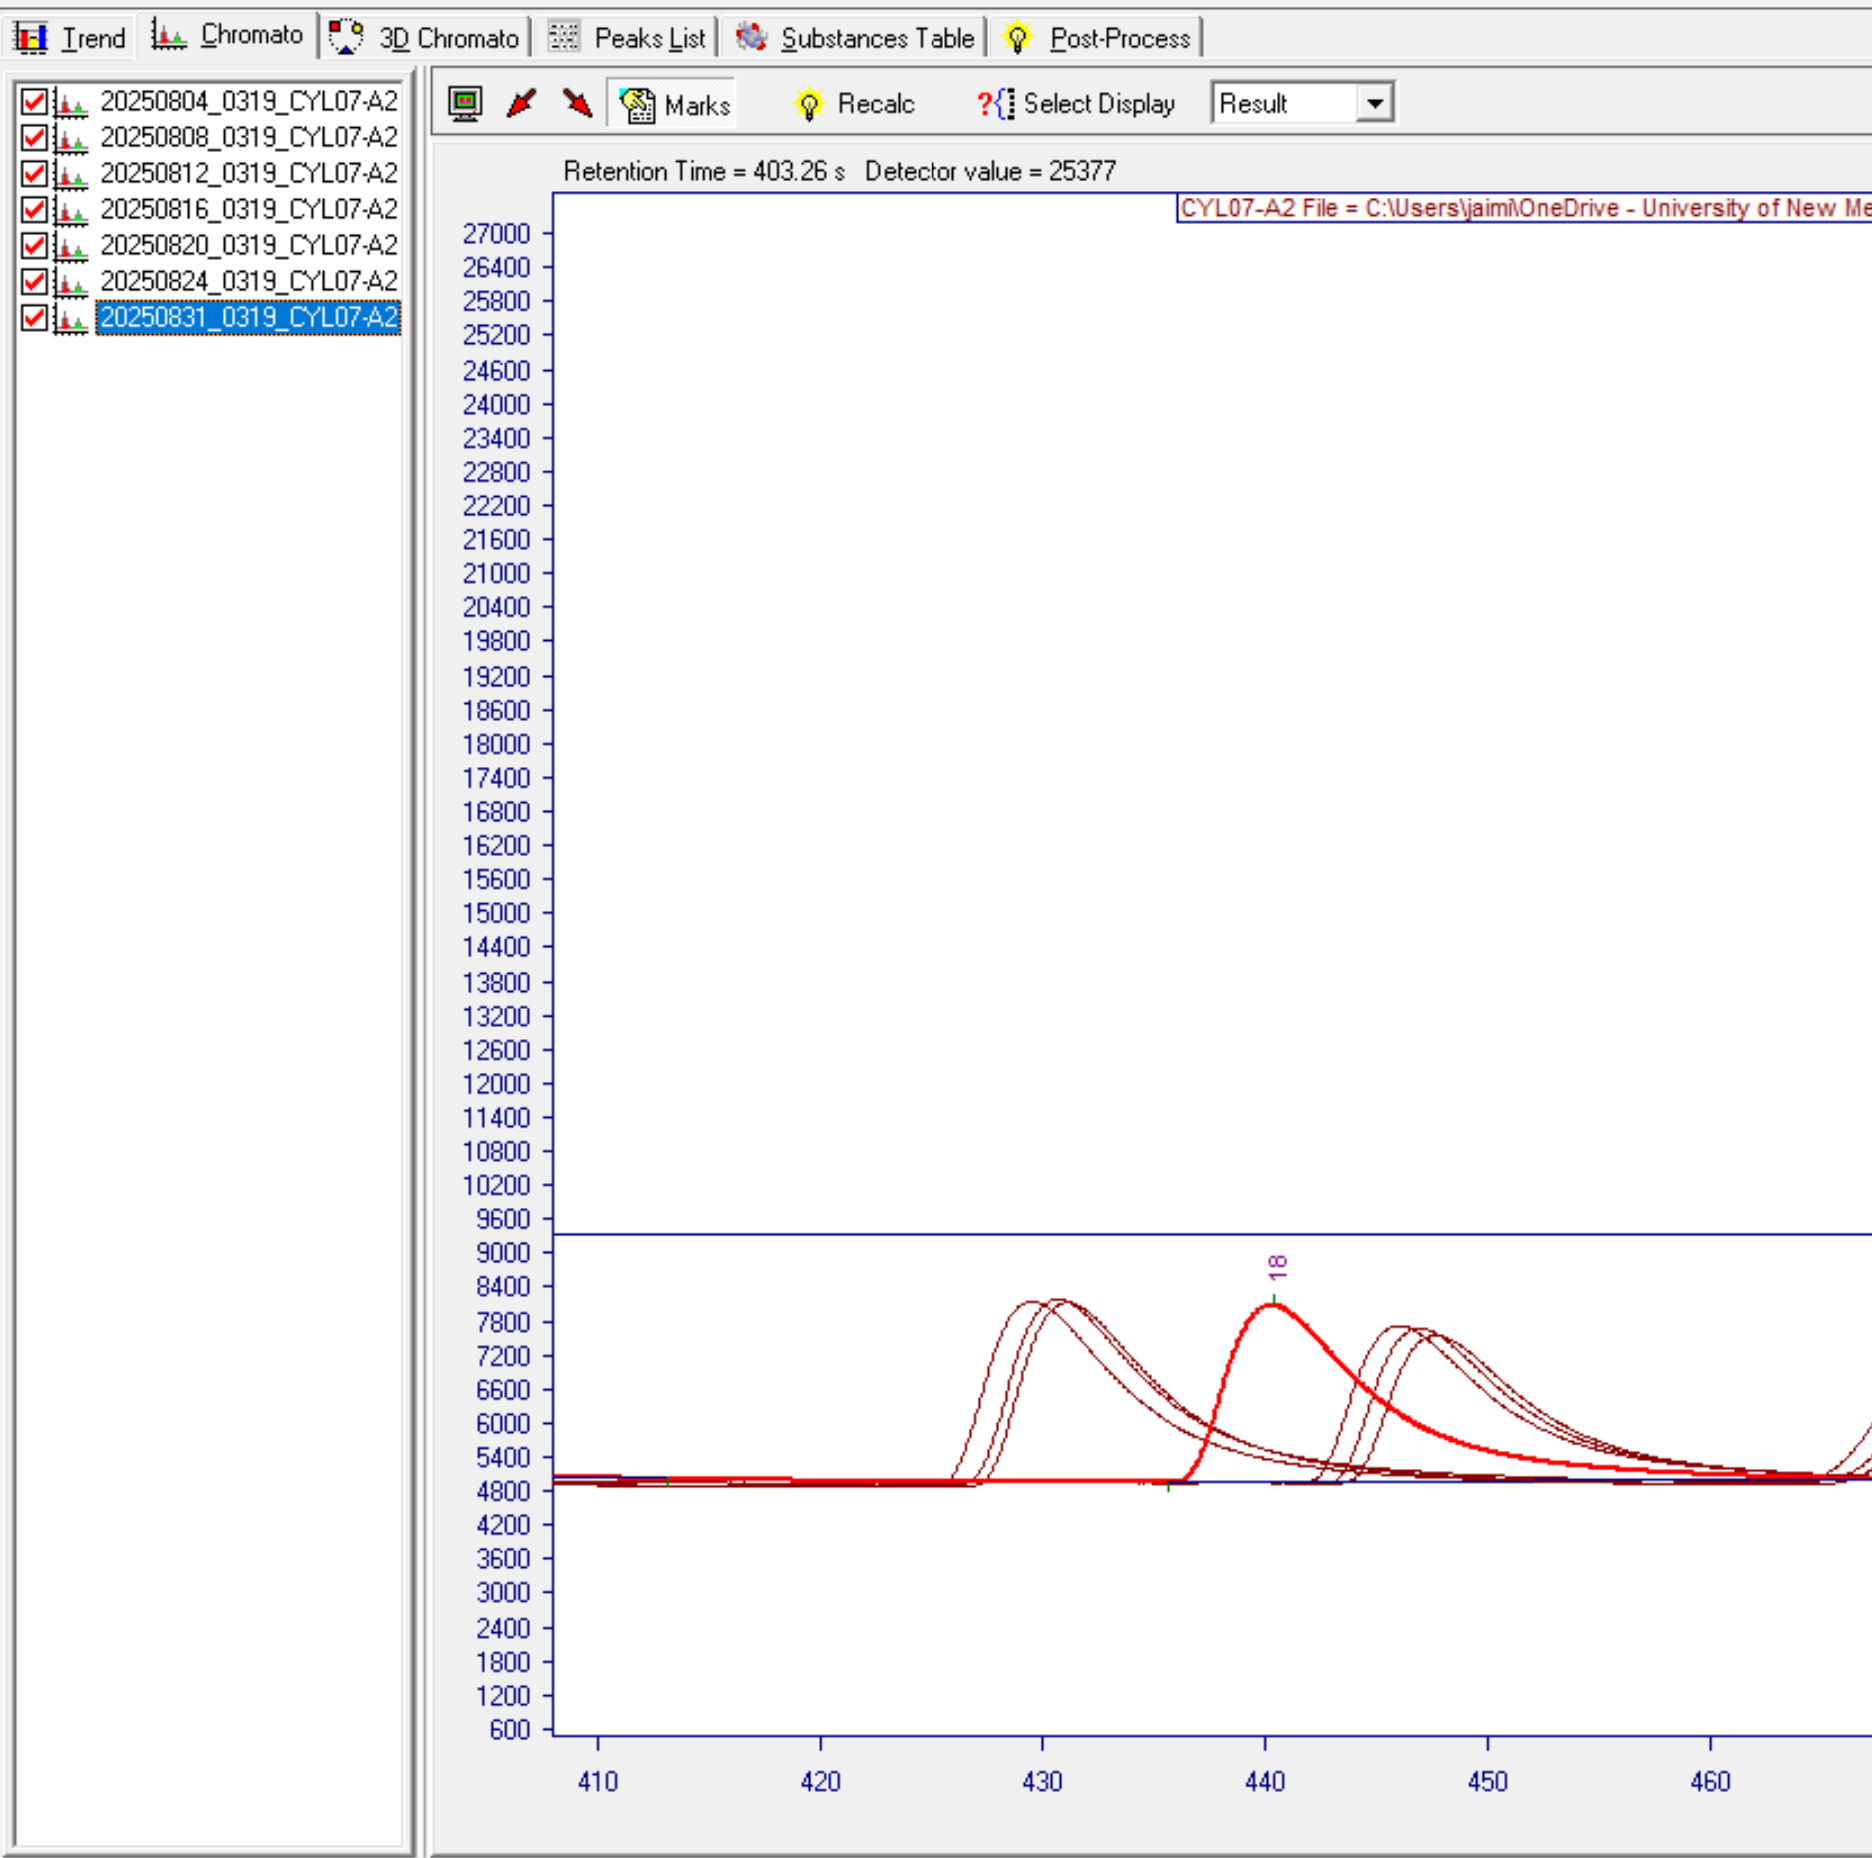 Trend
Chromato
3D Chromato
Peaks List
Substances Table
Post-Process
20250804_0319_CYL07-A2
20250808_0319_CYL07-A2
20250812_0319_CYL07-A2
20250816_0319_CYL07-A2
20250820_0319_CYL07-A2
20250824_0319_CYL07-A2
20250831_0319_CYL07-A2
Marks
Recalc
?{ Select Display
Result
Retention Time = 403.26 s Detector value = 25377
CYL07-A2 File = C:\Users\jaimi\OneDrive - University of New Me
27000
26400
25800
25200
24600
24000
23400
22800
22200
21600
21000
20400
19800
19200
18600
18000
17400
16800
16200
15600
15000
14400
13800
13200
12600
12000
11400
10800
10200
9600
9000
8400
7800
7200
6600
6000
5400
4800
4200
3600
3000
2400
1800
1200
600
18
410
420
430
440
450
460